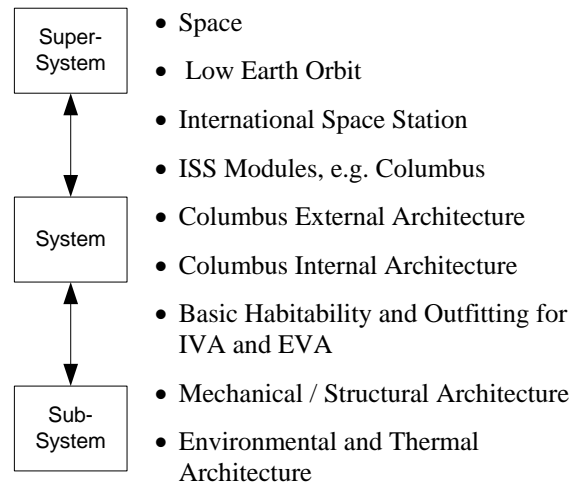 Super-
System
• Space
• Low Earth Orbit
• International Space Station
• ISS Modules, e.g. Columbus
System
• Columbus External Architecture
• Columbus Internal Architecture
• Basic Habitability and Outfitting for
IVA and EVA
Sub-
System
• Mechanical / Structural Architecture
• Environmental and Thermal
Architecture